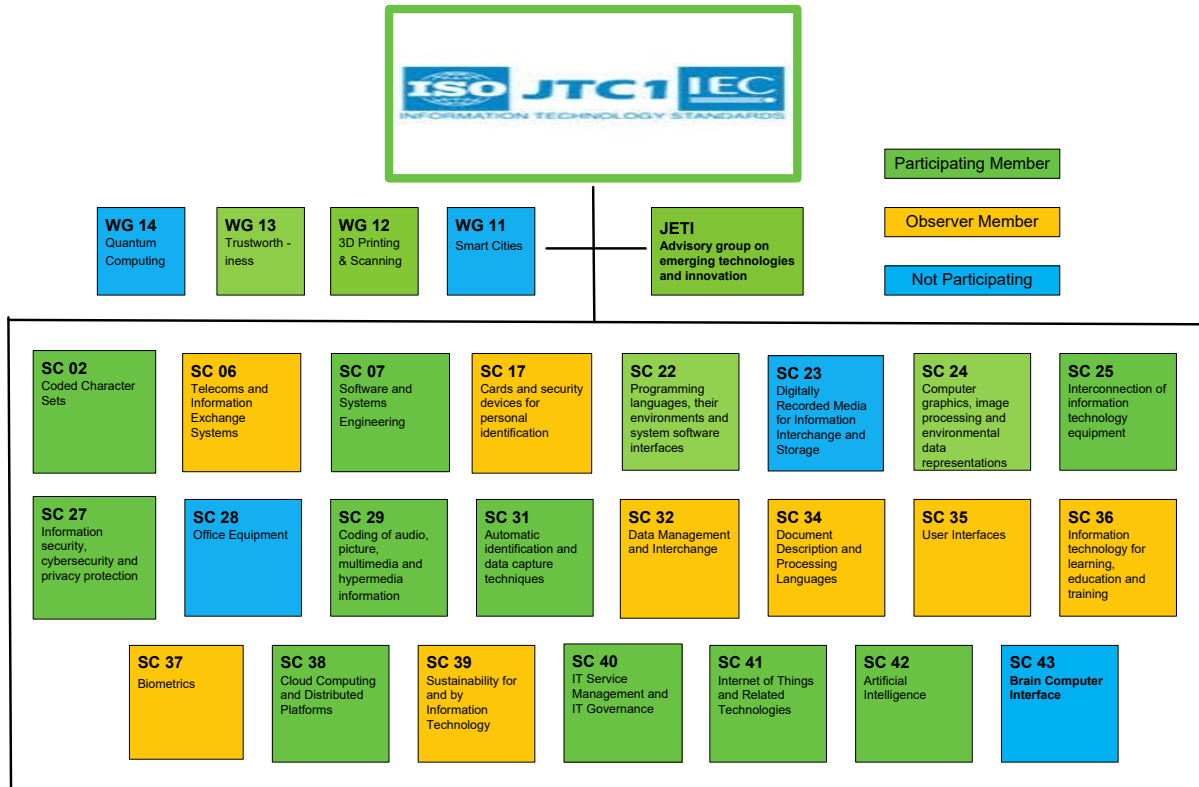 ISO JTC1 IEC
INFORMATION TECHNOLOGY STANDARDS
Participating Member
Observer Member
Not Participating
WG 14
Quantum
Computing
WG 13
Trustworth -
iness
WG 12
3D Printing
& Scanning
WG 11
Smart Cities
JETI
Advisory group on
emerging technologies
and innovation
SC 02
Coded Character
Sets
SC 06
Telecoms and
Information
Exchange
Systems
SC 07
Software and
Systems
Engineering
SC 17
Cards and security
devices for
personal
identification
SC 22
Programming
languages, their
environments and
system software
interfaces
SC 23
Digitally
Recorded Media
for Information
Interchange and
Storage
SC 24
Computer
graphics, image
processing and
environmental
data
representations
SC 25
Interconnection of
information
technology
equipment
SC 27
Information
security,
cybersecurity and
privacy protection
SC 28
Office Equipment
SC 29
Coding of audio,
picture,
multimedia and
hypermedia
information
SC 31
Automatic
identification and
data capture
techniques
SC 32
Data Management
and Interchange
SC 34
Document
Description and
Processing
Languages
SC 35
User Interfaces
SC 36
Information
technology for
learning,
education and
training
SC 37
Biometrics
SC 38
Cloud Computing
and Distributed
Platforms
SC 39
Sustainability for
and by
Information
Technology
SC 40
IT Service
Management and
IT Governance
SC 41
Internet of Things
and Related
Technologies
SC 42
Artificial
Intelligence
SC 43
Brain Computer
Interface